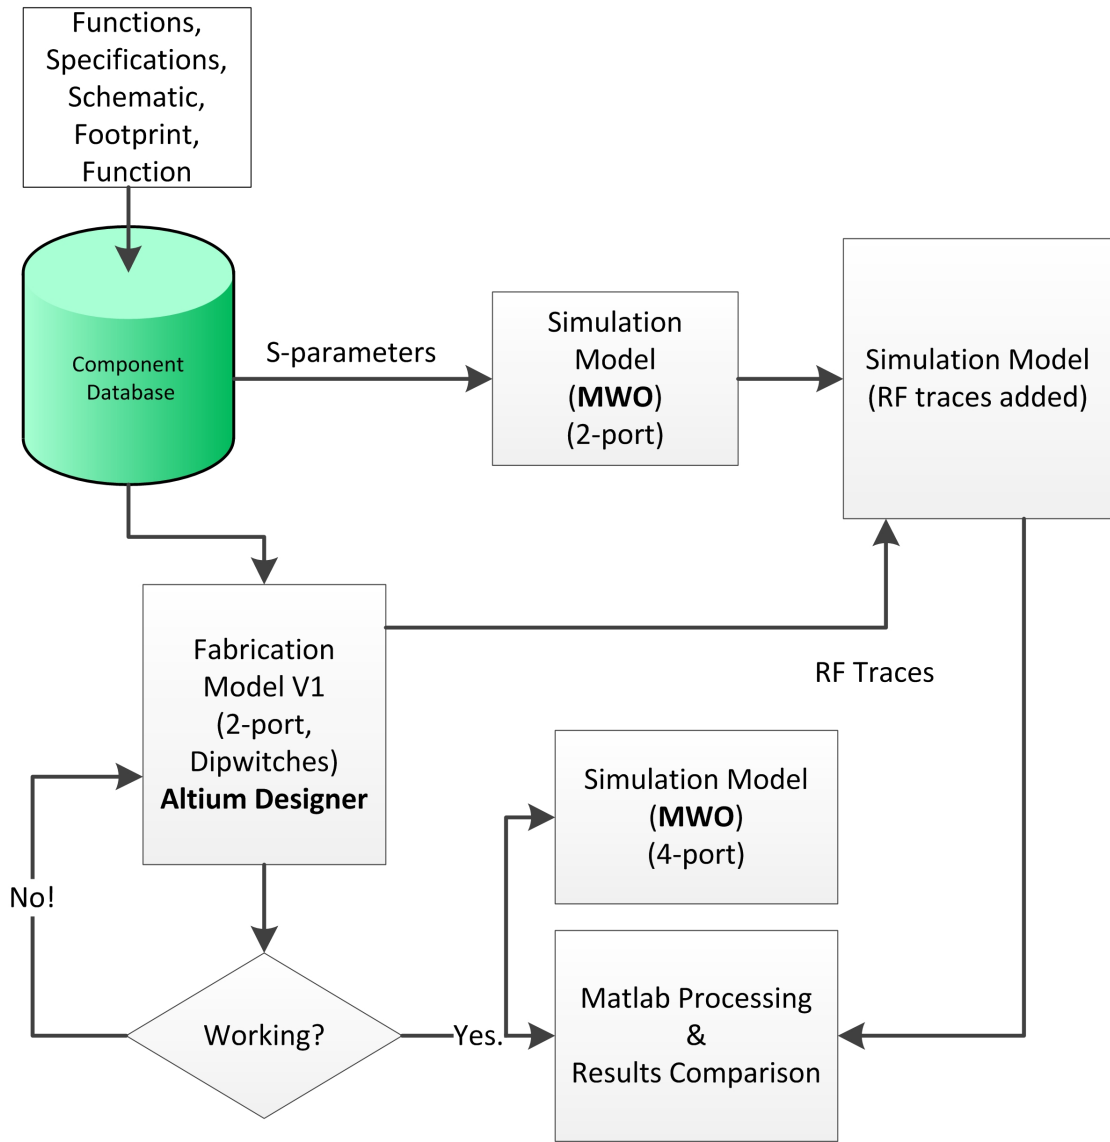 Functions,
Specifications,
Schematic,
Footprint,
Function
Component
Database
S-parameters
Simulation
Model
(MWO)
(2-port)
Simulation Model
(RF traces added)
Fabrication
Model V1
(2-port,
Dipwitches)
Altium Designer
RF Traces
Simulation Model
(MWO)
(4-port)
No!
Working?
Yes.
Matlab Processing
&
Results Comparison